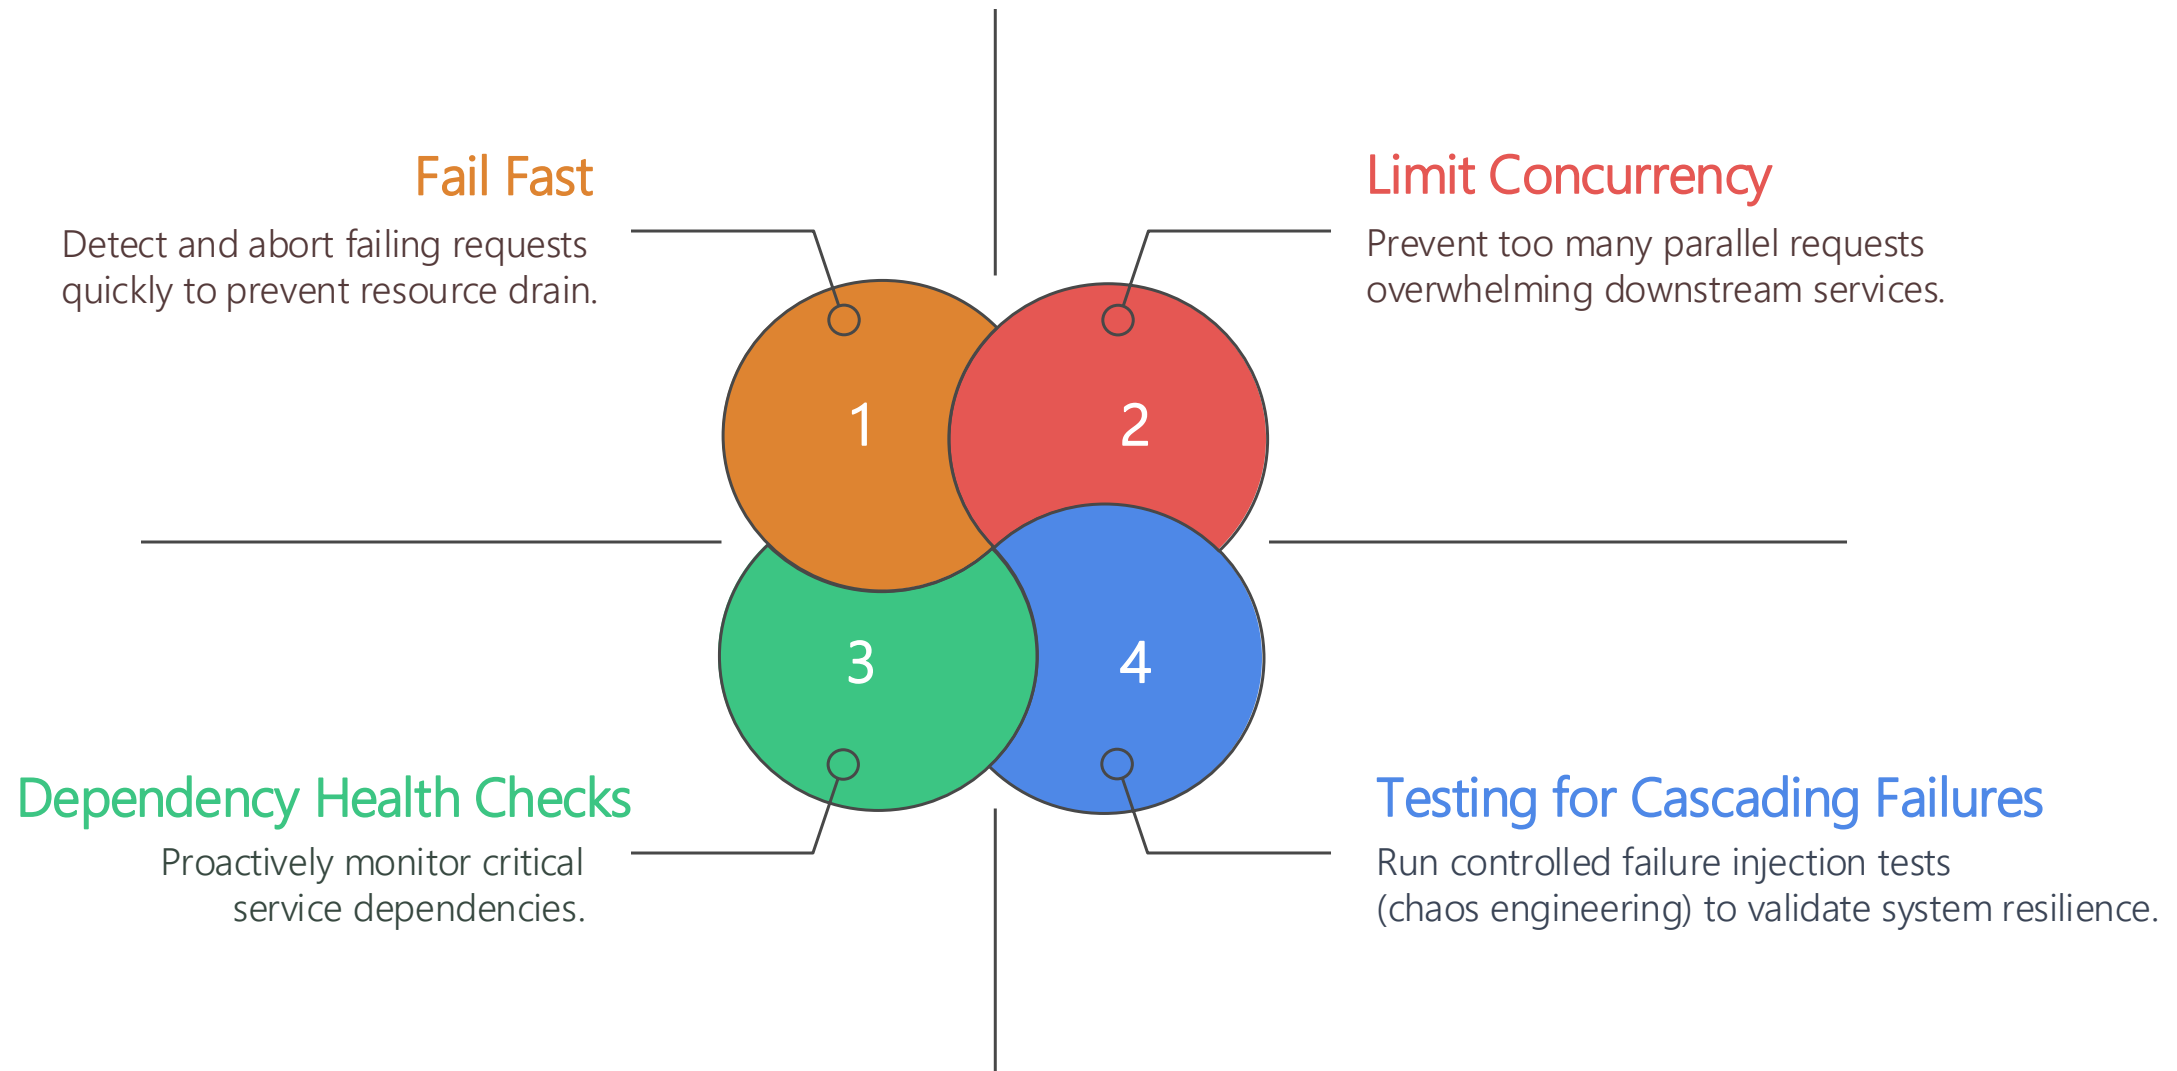 Fail Fast
Detect and abort failing requests
quickly to prevent resource drain.
Limit Concurrency
Prevent too many parallel requests
overwhelming downstream services.
1
2
3
4
Dependency Health Checks
Proactively monitor critical
service dependencies.
Testing for Cascading Failures
Run controlled failure injection tests
(chaos engineering) to validate system resilience.